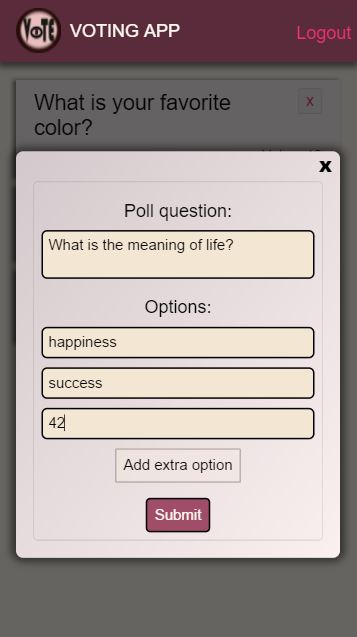 VOTE
VOTING APP
Logout
What is your favorite
color?
x
x
Poll question:
What is the meaning of life?
Options:
happiness
success
42
Add extra option
Submit